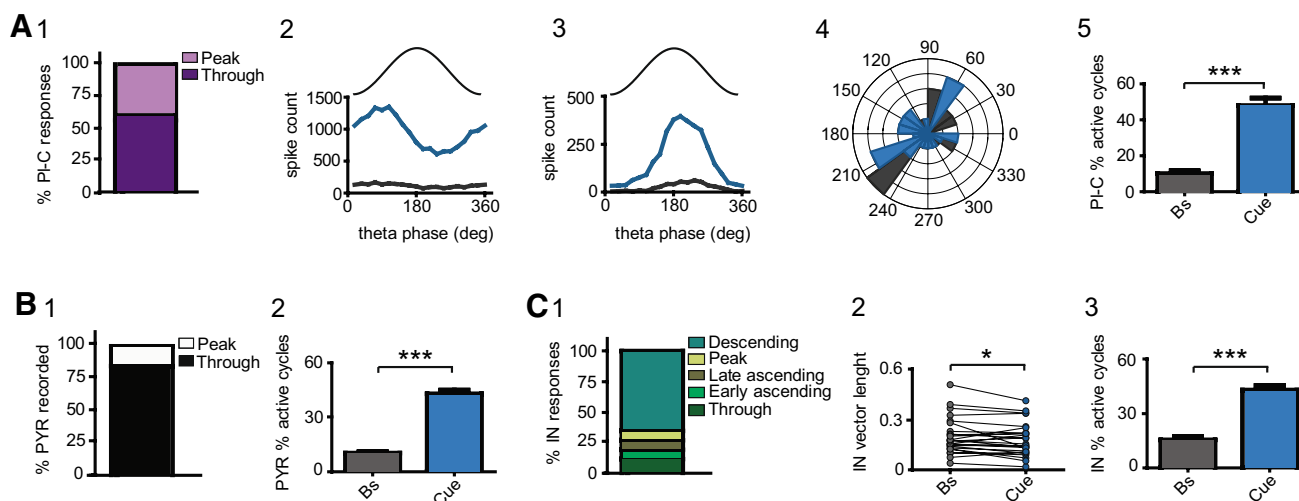 A 1
% PI-C responses
100
75
50
25
0
Peak
Through
2
spike count
1500
1000
500
0
0 180 360
theta phase (deg)
3
spike count
500
250
0
0 180 360
theta phase (deg)
4
90
120 60
150 30
180 0
210 330
240 300
270
5
PI-C % active cycles
60
40
20
0
***
Bs Cue
B 1
% PYR recorded
100
75
50
25
0
Peak
Through
2
PYR % active cycles
60
30
0
***
Bs Cue
C 1
% IN responses
100
75
50
25
0
Descending
Peak
Late ascending
Early ascending
Through
2
IN vector lenght
0.6
0.3
0.0
*
Bs Cue
3
IN % active cycles
60
30
0
***
Bs Cue